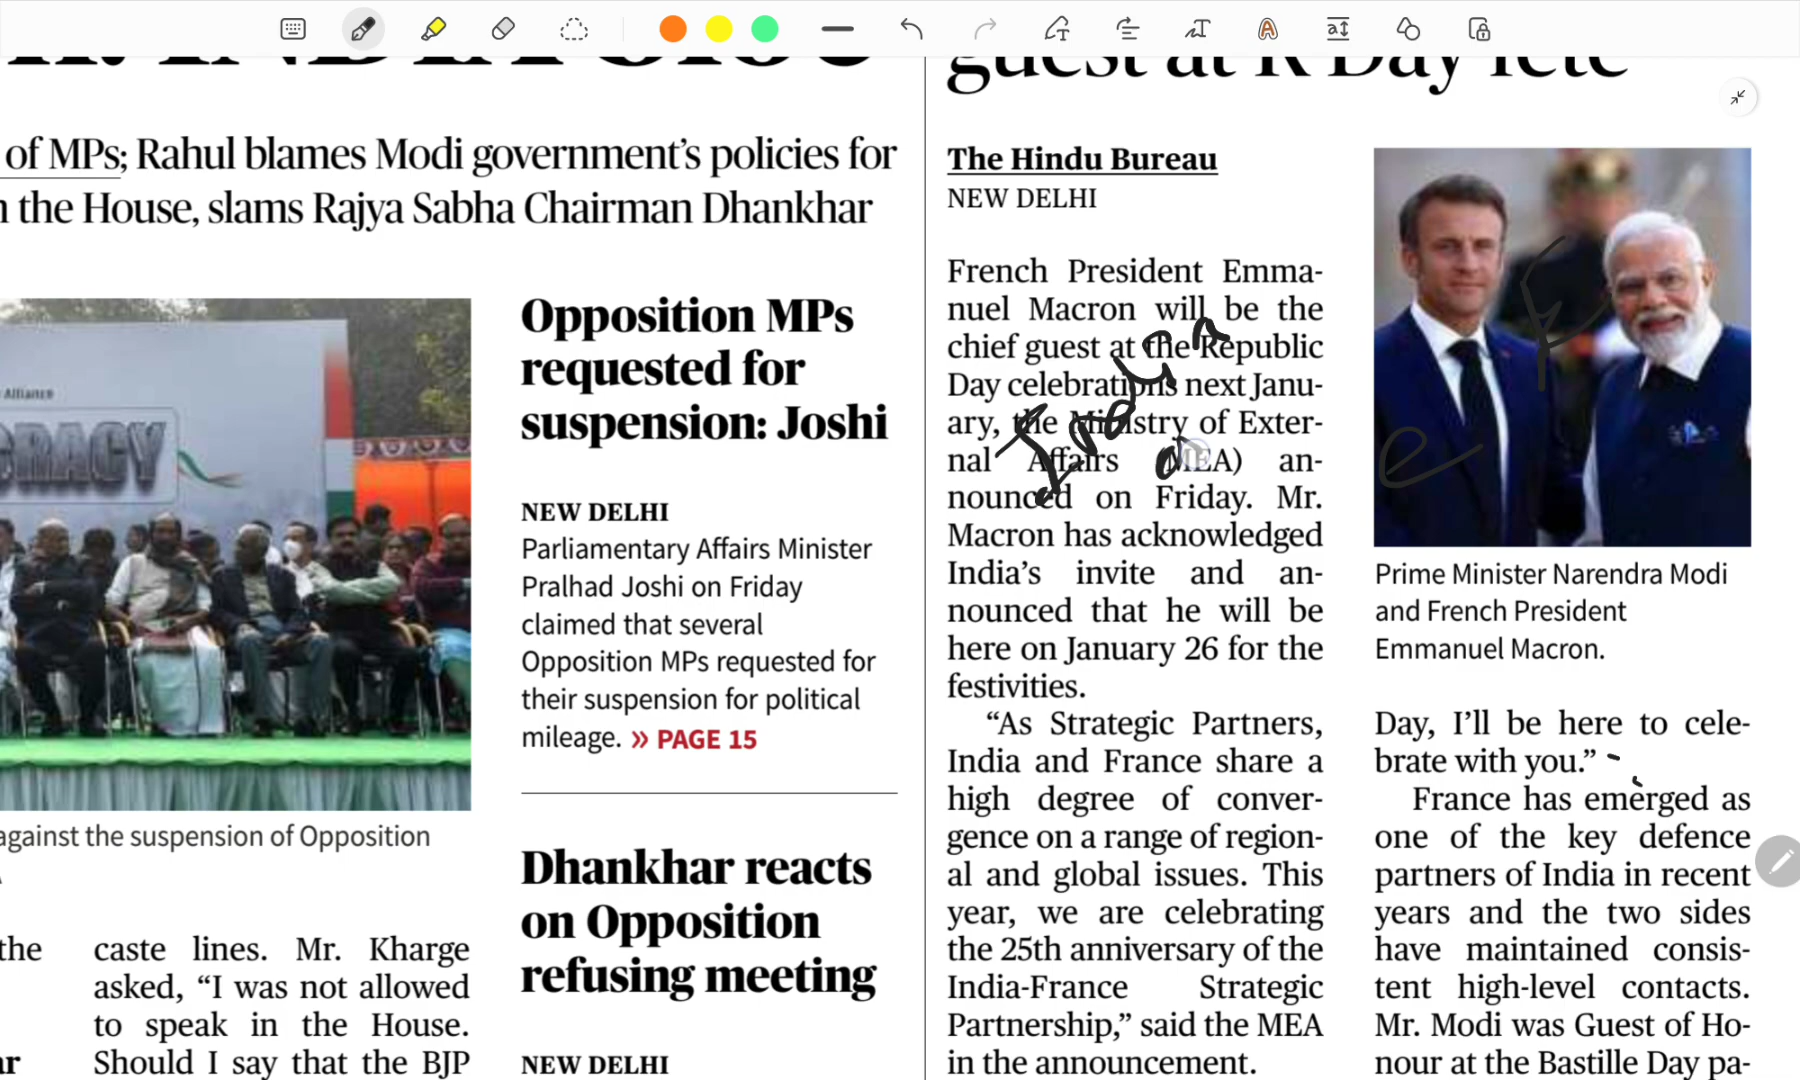 guest at R Day fete
of MPs; Rahul blames Modi government's policies for
the House, slams Rajya Sabha Chairman Dhankhar
Alliance
CRACY
against the suspension of Opposition
the
caste lines. Mr. Kharge
asked, “I was not allowed
to speak in the House.
Should I say that the BJP
Opposition MPs
requested for
suspension: Joshi
NEW DELHI
Parliamentary Affairs Minister
Pralhad Joshi on Friday
claimed that several
Opposition MPs requested for
their suspension for political
mileage. » PAGE 15
Dhankhar reacts
on Opposition
refusing meeting
NEW DELHI
The Hindu Bureau
NEW DELHI
French President Emma-
nuel Macron will be the
chief guest at the Republic
Day celebrations next Janu-
ary, the Ministry of Exter-
nal Affairs (MEA) an-
nounced on Friday. Mr.
Macron has acknowledged
India's invite and an-
nounced that he will be
here on January 26 for the
festivities.
“As Strategic Partners,
India and France share a
high degree of conver-
gence on a range of region-
al and global issues. This
year, we are celebrating
the 25th anniversary of the
India-France Strategic
Partnership,” said the MEA
in the announcement.
Prime Minister Narendra Modi
and French President
Emmanuel Macron.
Day, I'll be here to cele-
brate with you.”
France has emerged as
one of the key defence
partners of India in recent
years and the two sides
have maintained consis-
tent high-level contacts.
Mr. Modi was Guest of Ho-
nour at the Bastille Day pa-